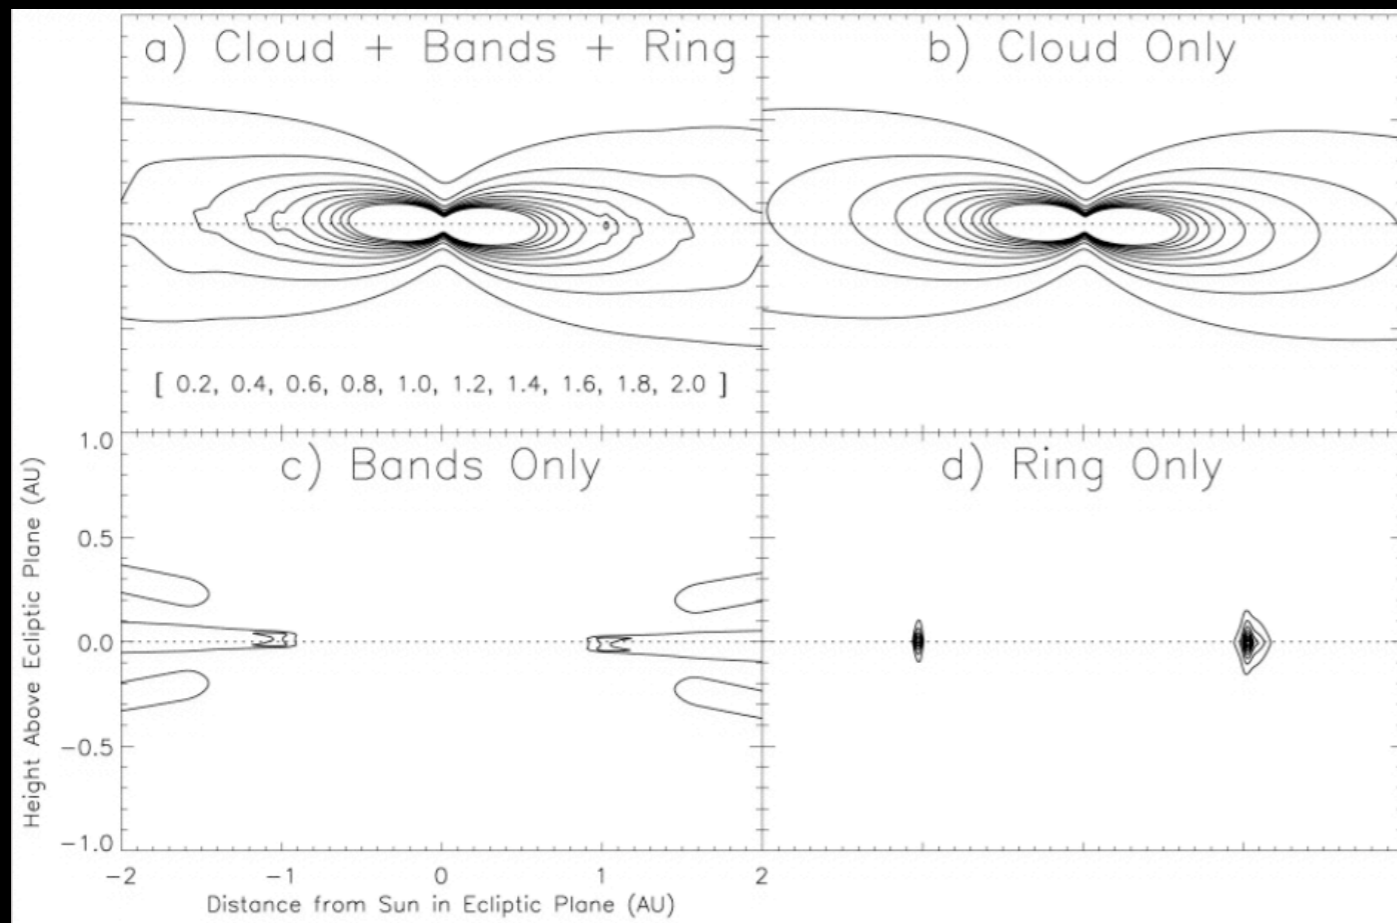 a) Cloud + Bands + Ring
b) Cloud Only
[ 0.2, 0.4, 0.6, 0.8, 1.0, 1.2, 1.4, 1.6, 1.8, 2.0 ]
c) Bands Only
d) Ring Only
Height Above Ecliptic Plane (AU)
1.0
0.5
0.0
-0.5
-1.0
-2 -1 0 1 2
Distance from Sun in Ecliptic Plane (AU)